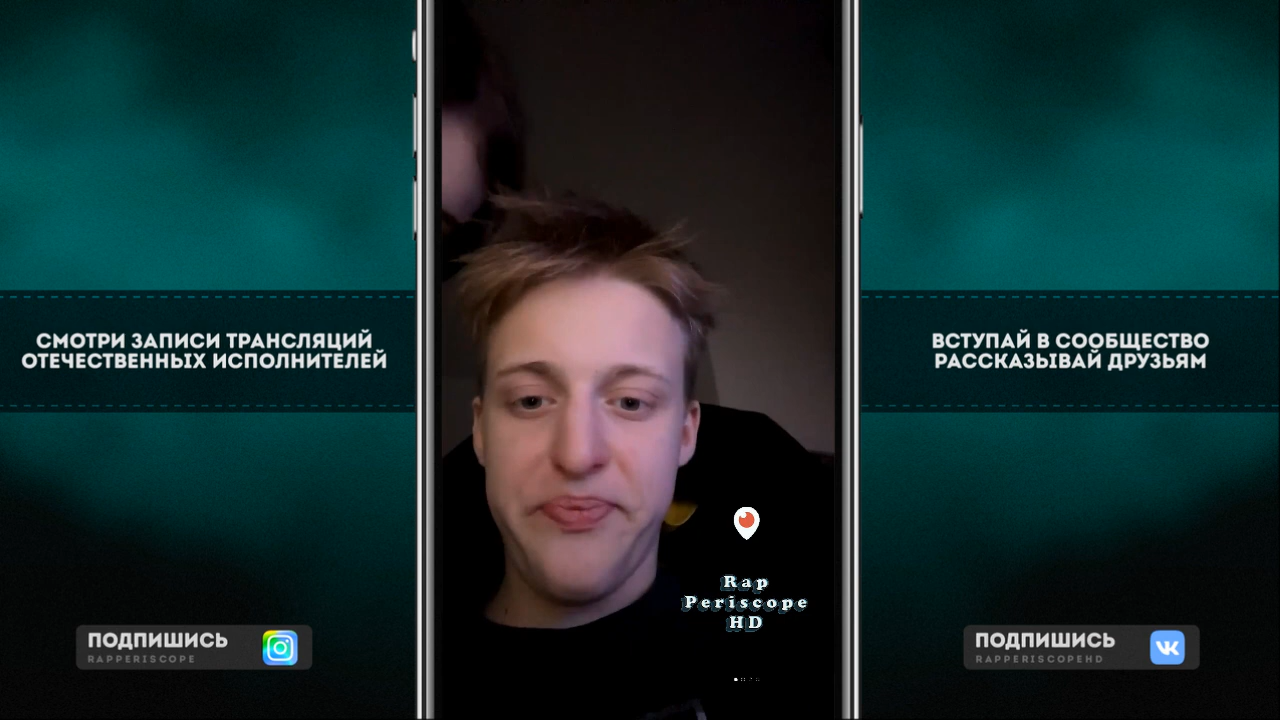 СМОТРИ ЗАПИСИ ТРАНСЛЯЦИЙ
ОТЕЧЕСТВЕННЫХ ИСПОЛНИТЕЛЕЙ
ВСТУПАЙ В СООБЩЕСТВО
РАССКАЗЫВАЙ ДРУЗЬЯМ
Rap
Periscope
HD
ПОДПИШИСЬ
RAPPERISCOPE
ПОДПИШИСЬ
RAPPERISCOPEHD